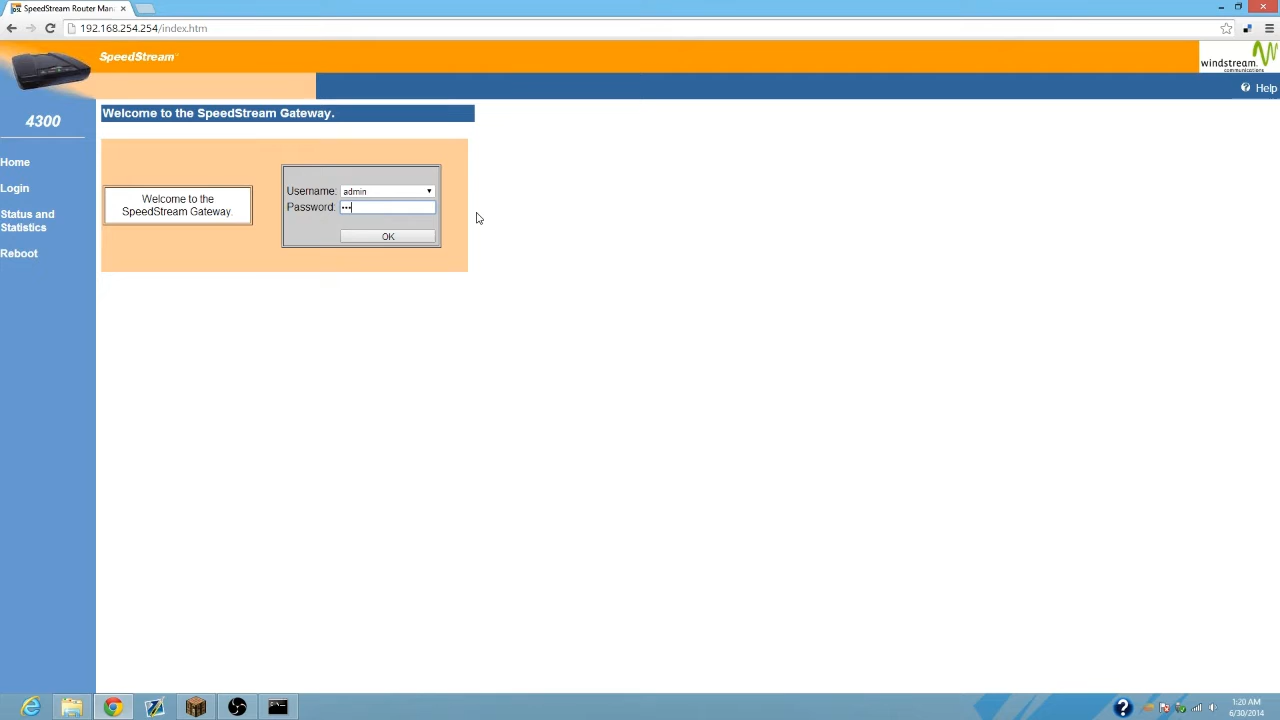 SpeedStream Router Man
192.168.254.254/index.htm
SpeedStream
windstream.
communications
Help
4300
Home
Login
Status and
Statistics
Reboot
Welcome to the SpeedStream Gateway.
Welcome to the
SpeedStream Gateway.
Username: admin
Password: •••
OK
1:20 AM
6/30/2014